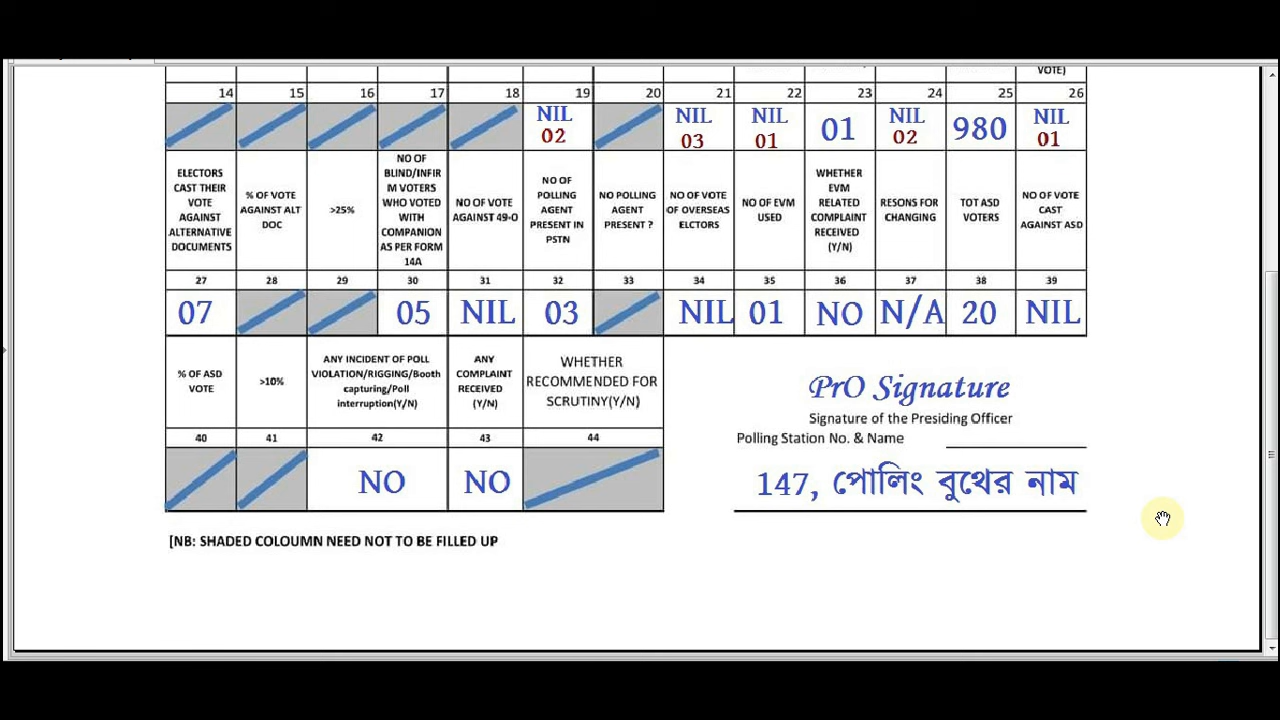 VOTE)
14 15 16 17 18 19 20 21 22 23 24 25 26
NIL NIL NIL 01 NIL 980 NIL
02 03 01 02 01
ELECTORS CAST THEIR VOTE AGAINST ALTERNATIVE DOCUMENTS
% OF VOTE AGAINST ALT DOC
>25%
NO OF BLIND/INFIR M VOTERS WHO VOTED WITH COMPANION AS PER FORM 14A
NO OF VOTE AGAINST 49-O
NO OF POLLING AGENT PRESENT IN PSTN
NO POLLING AGENT PRESENT ?
NO OF VOTE OF OVERSEAS ELCTORS
NO OF EVM USED
WHETHER EVM RELATED COMPLAINT RECEIVED (Y/N)
RESONS FOR CHANGING
TOT ASD VOTERS
NO OF VOTE CAST AGAINST ASD
27 28 29 30 31 32 33 34 35 36 37 38 39
07 05 NIL 03 NIL 01 NO N/A 20 NIL
% OF ASD VOTE
>10%
ANY INCIDENT OF POLL VIOLATION/RIGGING/Booth capturing/Poll interruption(Y/N)
ANY COMPLAINT RECEIVED (Y/N)
WHETHER RECOMMENDED FOR SCRUTINY(Y/N)
40 41 42 43 44
NO NO
PrO Signature
Signature of the Presiding Officer
Polling Station No. & Name
147, পোলিং বুথের নাম
[NB: SHADED COLOUMN NEED NOT TO BE FILLED UP